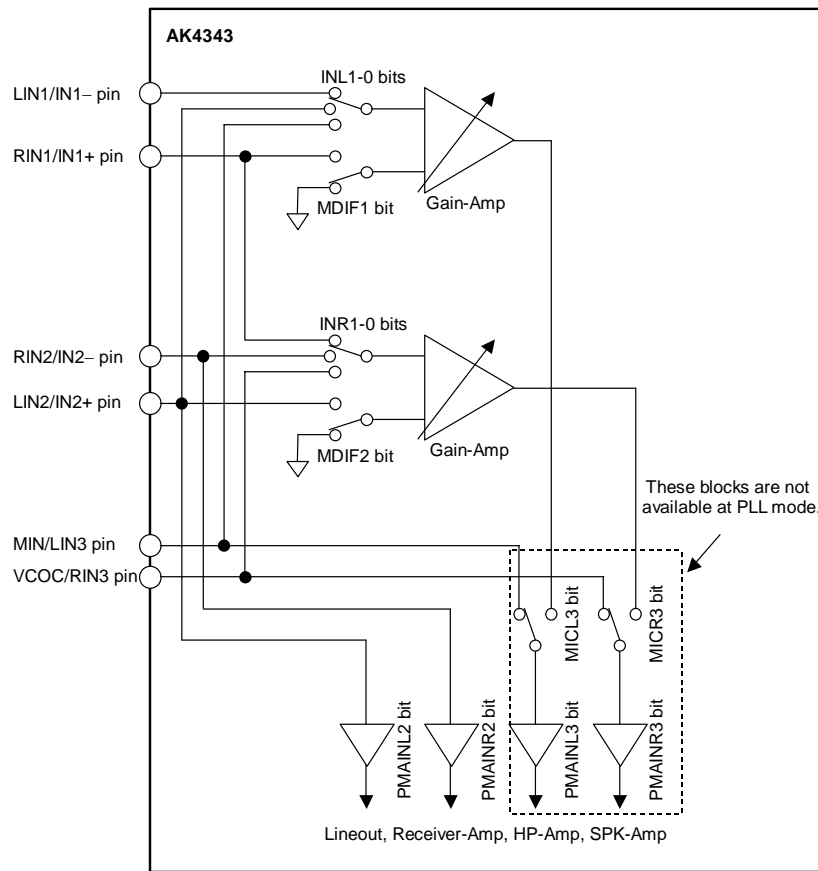 AK4343
INL1-0 bits
LIN1/IN1− pin
RIN1/IN1+ pin
MDIF1 bit
Gain-Amp
INR1-0 bits
RIN2/IN2− pin
LIN2/IN2+ pin
MDIF2 bit
Gain-Amp
These blocks are not
available at PLL mode.
MIN/LIN3 pin
VCOC/RIN3 pin
MICL3 bit
MICR3 bit
PMAINL2 bit
PMAINR2 bit
PMAINL3 bit
PMAINR3 bit
Lineout, Receiver-Amp, HP-Amp, SPK-Amp